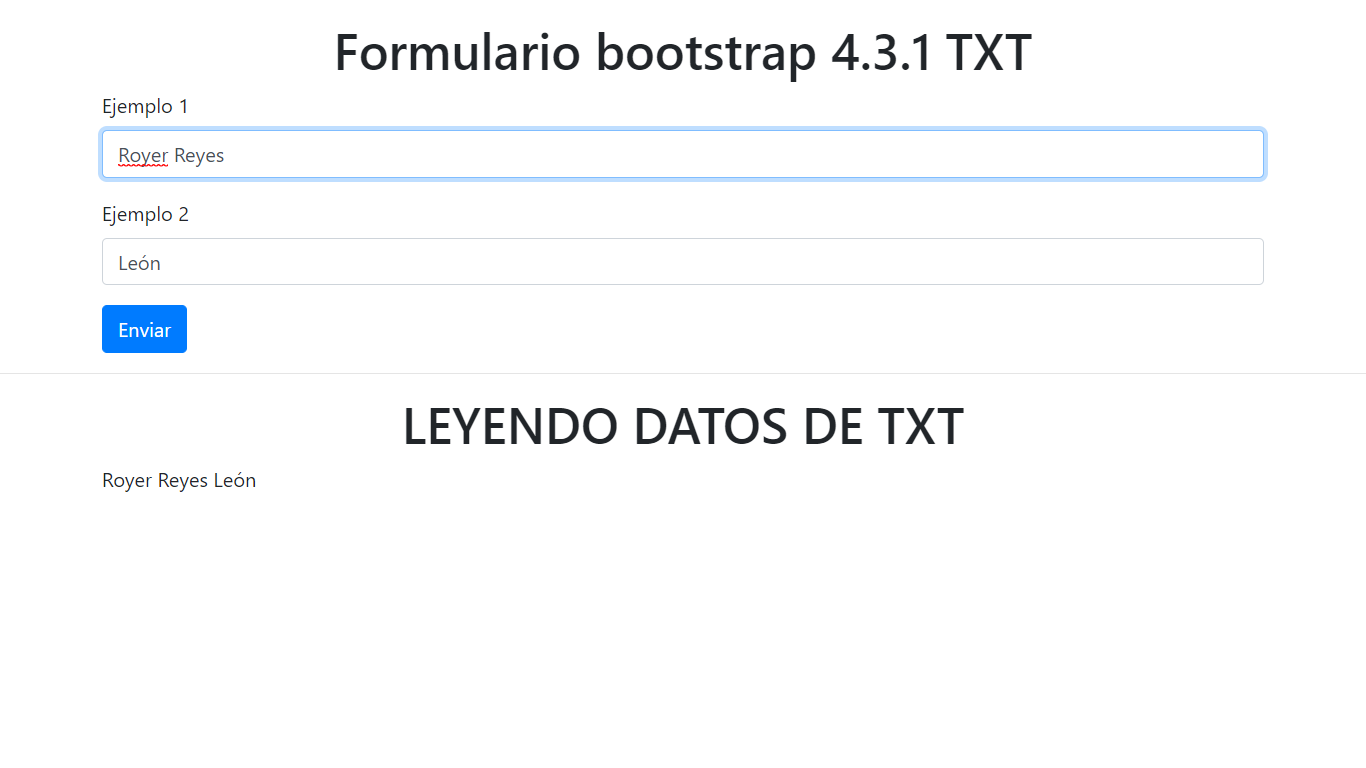 Formulario bootstrap 4.3.1 TXT
Ejemplo 1
Royer Reyes
Ejemplo 2
León
Enviar
LEYENDO DATOS DE TXT
Royer Reyes León